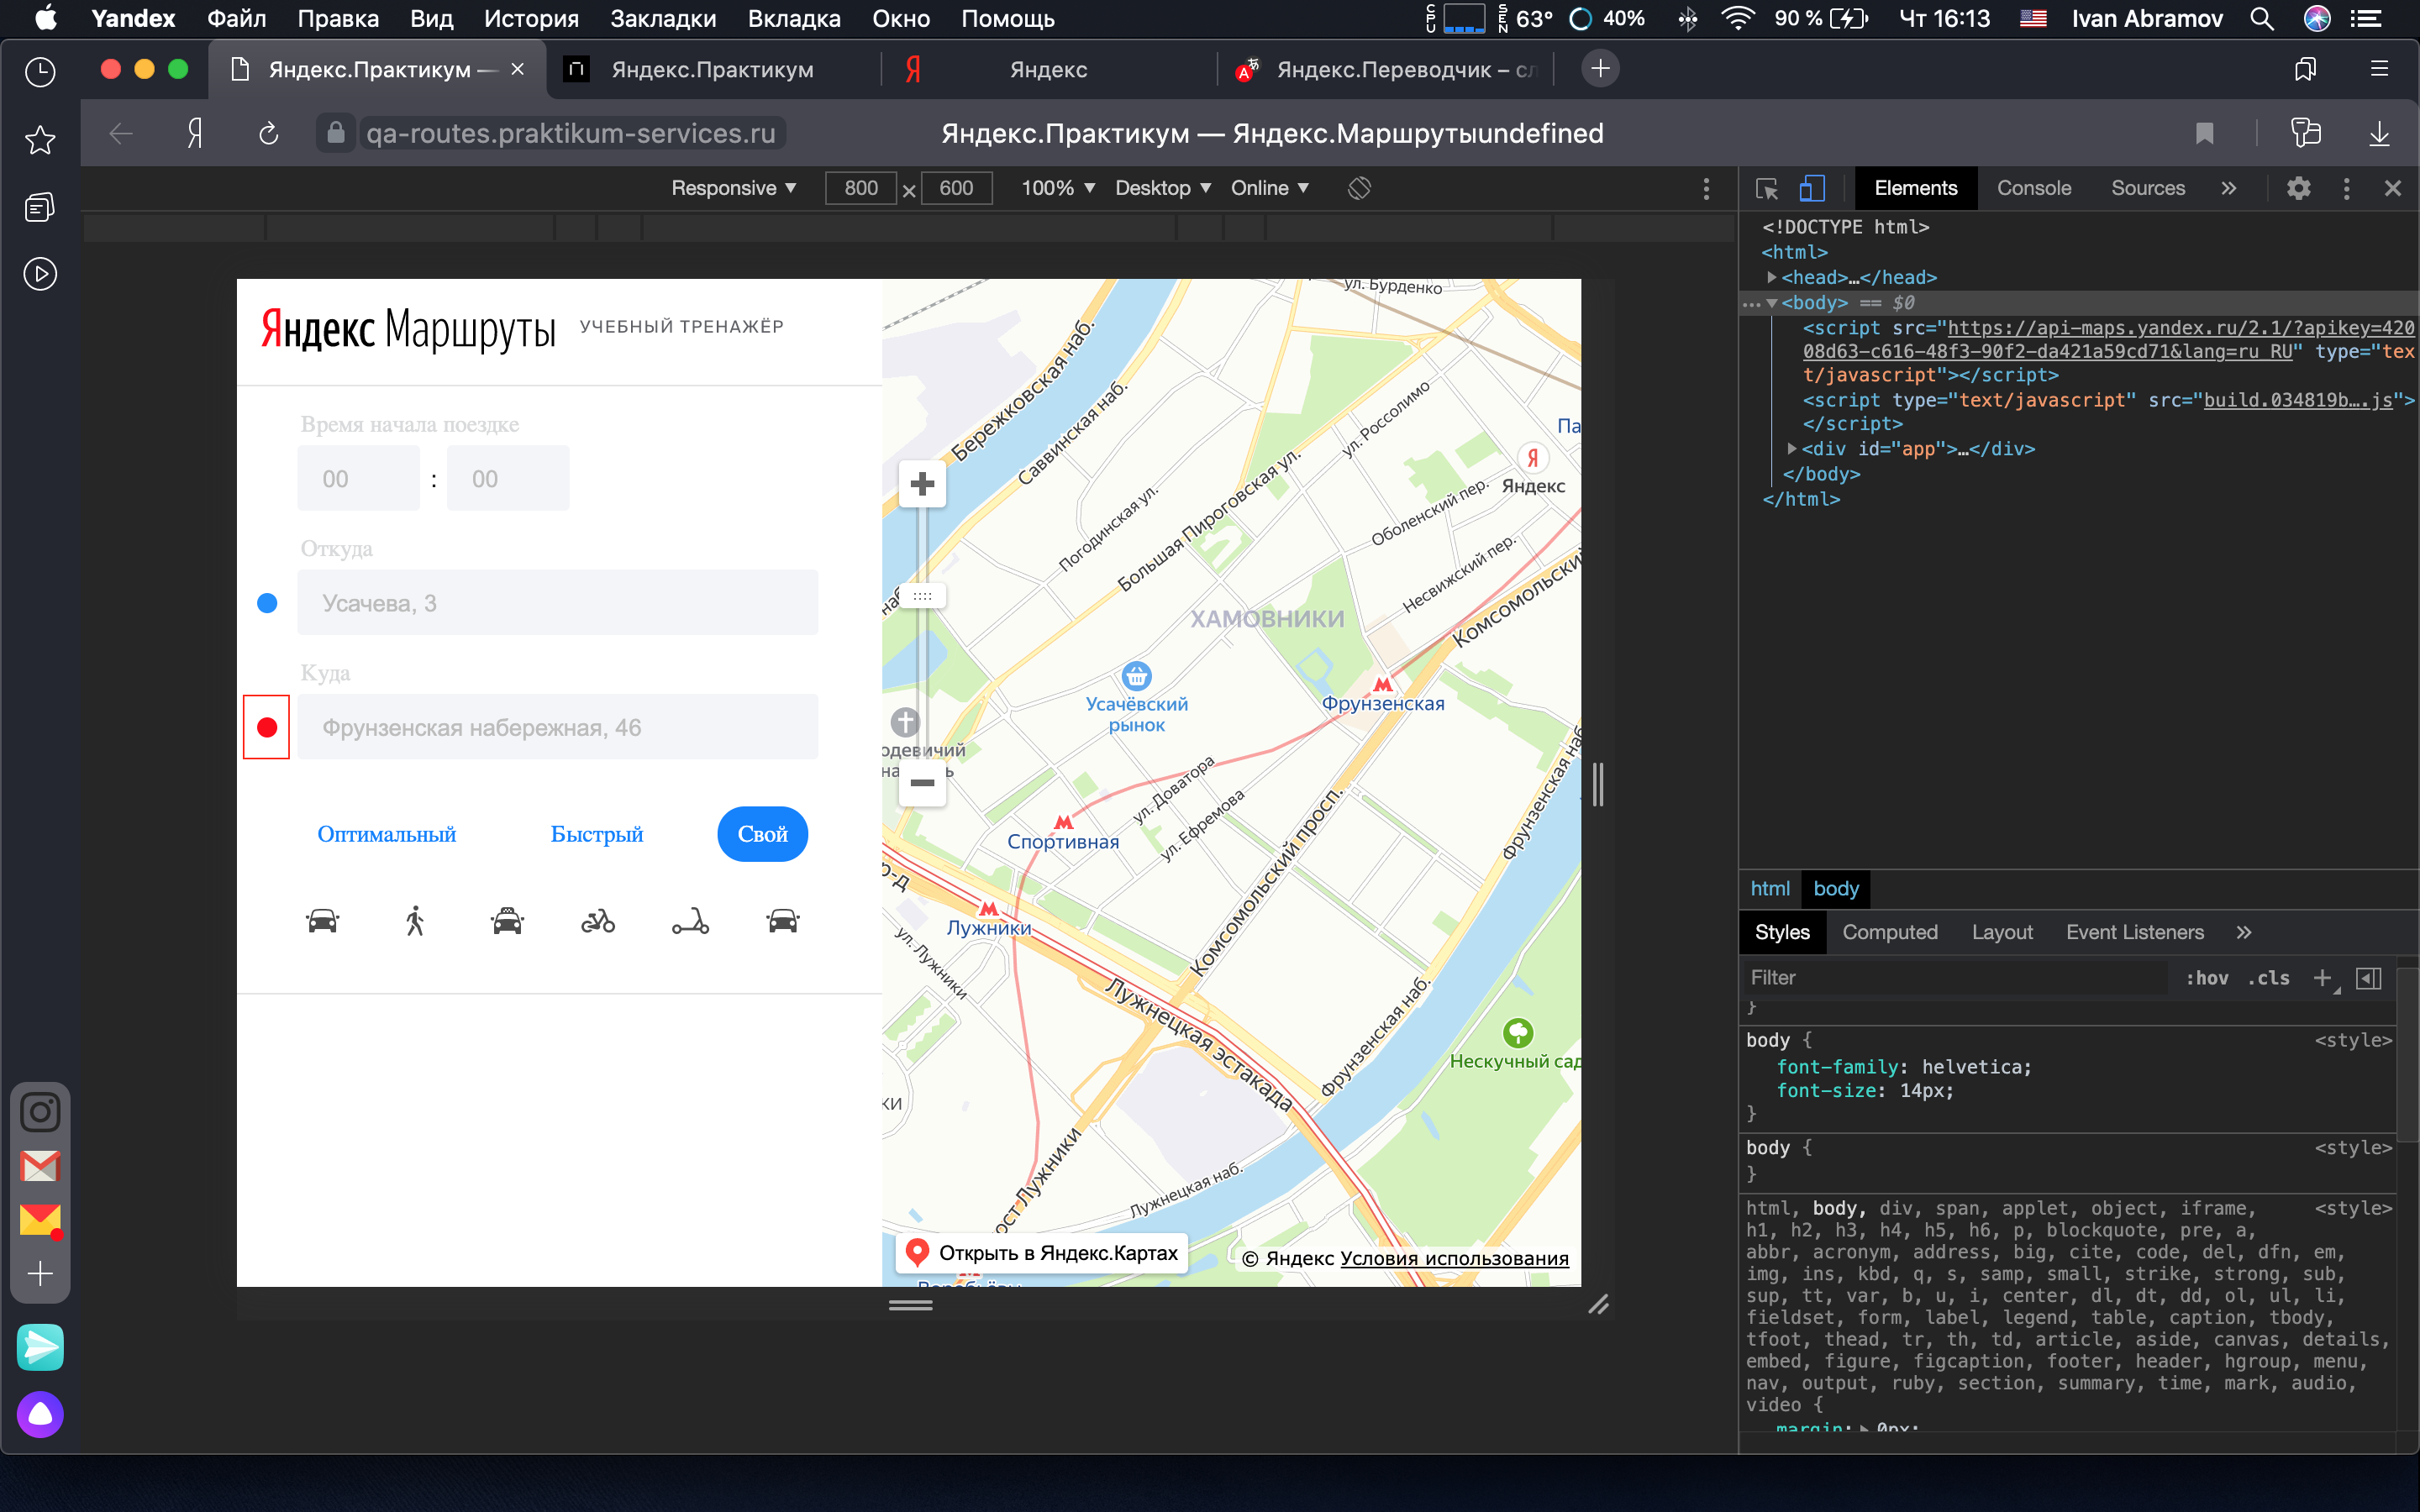 Yandex Файл Правка Вид История Закладки Вкладка Окно Помощь CPU SEN 63° 40% 90 % Чт 16:13 Ivan Abramov
Яндекс.Практикум — Яндекс.Практикум Я Яндекс Яндекс.Переводчик – сл
Я qa-routes.praktikum-services.ru Яндекс.Практикум — Яндекс.Маршрутыundefined
Responsive 800 × 600 100% Desktop Online
Elements Console Sources »
<!DOCTYPE html>
<html>
<head>…</head>
… <body> == $0
<script src="https://api-maps.yandex.ru/2.1/?apikey=420
08d63-c616-48f3-90f2-da421a59cd71&lang=ru_RU" type="tex
t/javascript"></script>
<script type="text/javascript" src="build.034819b….js">
</script>
<div id="app">…</div>
</body>
</html>
Яндекс Маршруты УЧЕБНЫЙ ТРЕНАЖЁР
Время начала поездке
00 : 00
Откуда
Усачева, 3
Куда
Фрунзенская набережная, 46
Оптимальный Быстрый Свой
ул. Бурденко
Бережковская наб.
Саввинская наб.
ул. Россолимо
Па
Я
Яндекс
Погодинская ул.
Большая Пироговская ул.
Оболенский пер.
Несвижский пер.
наб
Комсомольский
ХАМОВНИКИ
Усачёвский
рынок
Фрунзенская
одевичий
на
ь
ул. Доватора
ул. Ефремова
Комсомольский просп.
Фрунзенская наб
Спортивная
р-д
Лужники
ул. Лужники
Лужнецкая эстакада
Фрунзенская наб.
Нескучный сад
ки
ост Лужники
Лужнецкая наб.
Воробьёвы
Открыть в Яндекс.Картах © Яндекс Условия использования
html body
Styles Computed Layout Event Listeners »
Filter :hov .cls +
}
body { <style>
font-family: helvetica;
font-size: 14px;
}
body { <style>
}
html, body, div, span, applet, object, iframe, <style>
h1, h2, h3, h4, h5, h6, p, blockquote, pre, a,
abbr, acronym, address, big, cite, code, del, dfn, em,
img, ins, kbd, q, s, samp, small, strike, strong, sub,
sup, tt, var, b, u, i, center, dl, dt, dd, ol, ul, li,
fieldset, form, label, legend, table, caption, tbody,
tfoot, thead, tr, th, td, article, aside, canvas, details,
embed, figure, figcaption, footer, header, hgroup, menu,
nav, output, ruby, section, summary, time, mark, audio,
video {
margin: 0px;